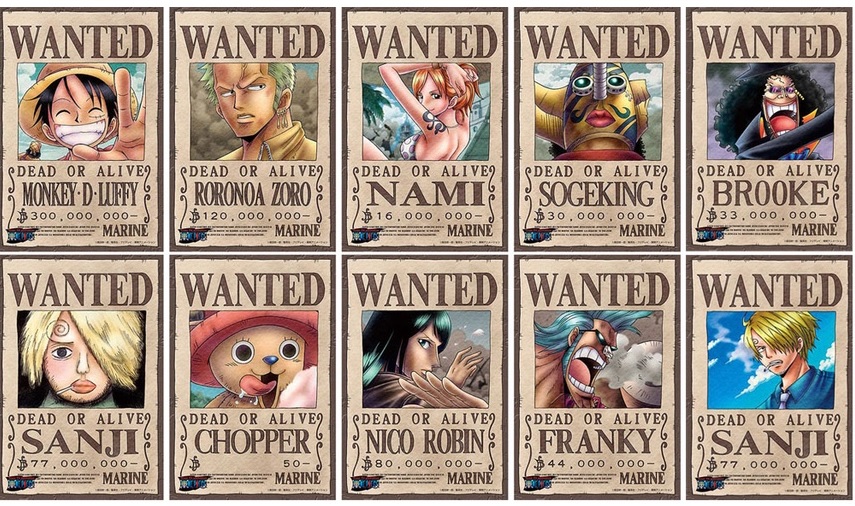 WANTED
DEAD OR ALIVE
MONKEY·D·LUFFY
฿300,000,000-
MARINE
WANTED
DEAD OR ALIVE
RORONOA ZORO
฿120,000,000-
MARINE
WANTED
DEAD OR ALIVE
NAMI
฿16,000,000-
MARINE
WANTED
DEAD OR ALIVE
SOGEKING
฿30,000,000-
MARINE
WANTED
DEAD OR ALIVE
BROOKE
฿33,000,000-
MARINE
WANTED
DEAD OR ALIVE
SANJI
฿77,000,000-
MARINE
WANTED
DEAD OR ALIVE
CHOPPER
฿50-
MARINE
WANTED
DEAD OR ALIVE
NICO ROBIN
฿80,000,000-
MARINE
WANTED
DEAD OR ALIVE
FRANKY
฿44,000,000-
MARINE
WANTED
DEAD OR ALIVE
SANJI
฿77,000,000-
MARINE